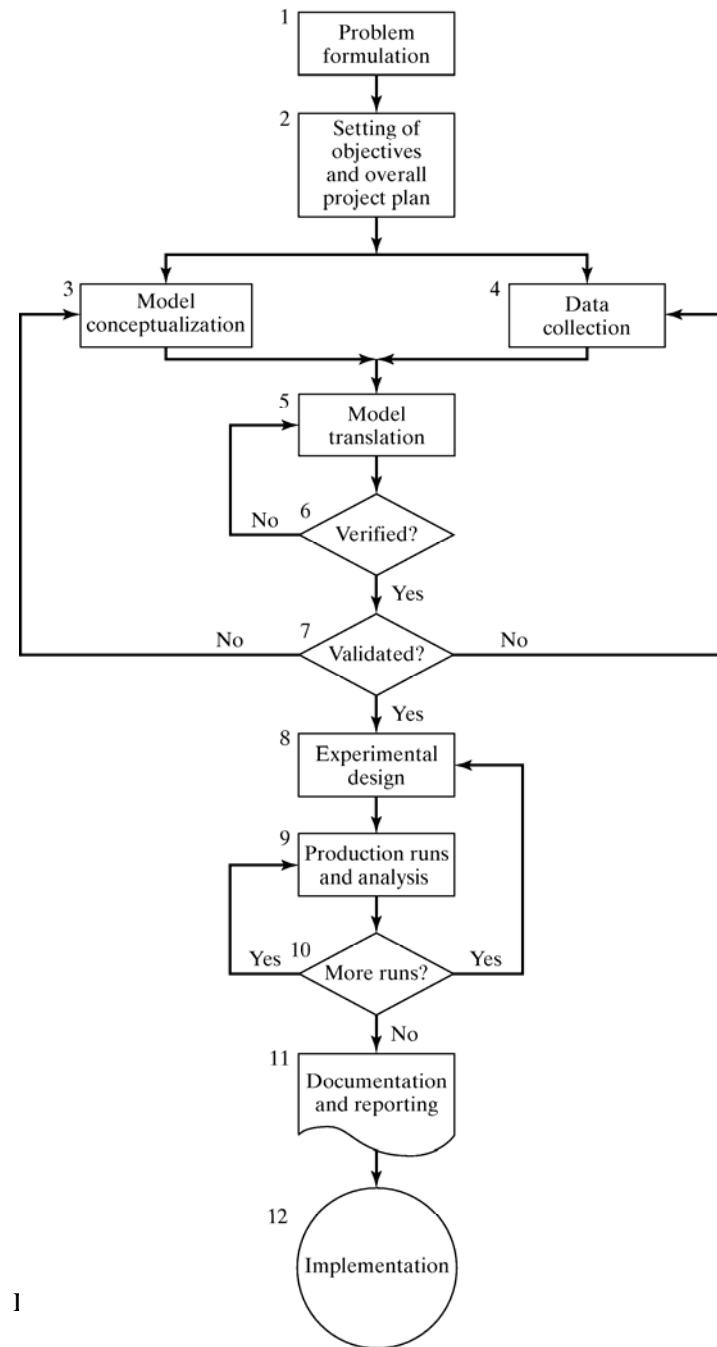 1
Problem
formulation
2
Setting of
objectives
and overall
project plan
3
Model
conceptualization
4
Data
collection
5
Model
translation
6
No
Verified?
Yes
7
No
Validated?
No
Yes
8
Experimental
design
9
Production runs
and analysis
10
Yes
More runs?
Yes
No
11
Documentation
and reporting
12
Implementation